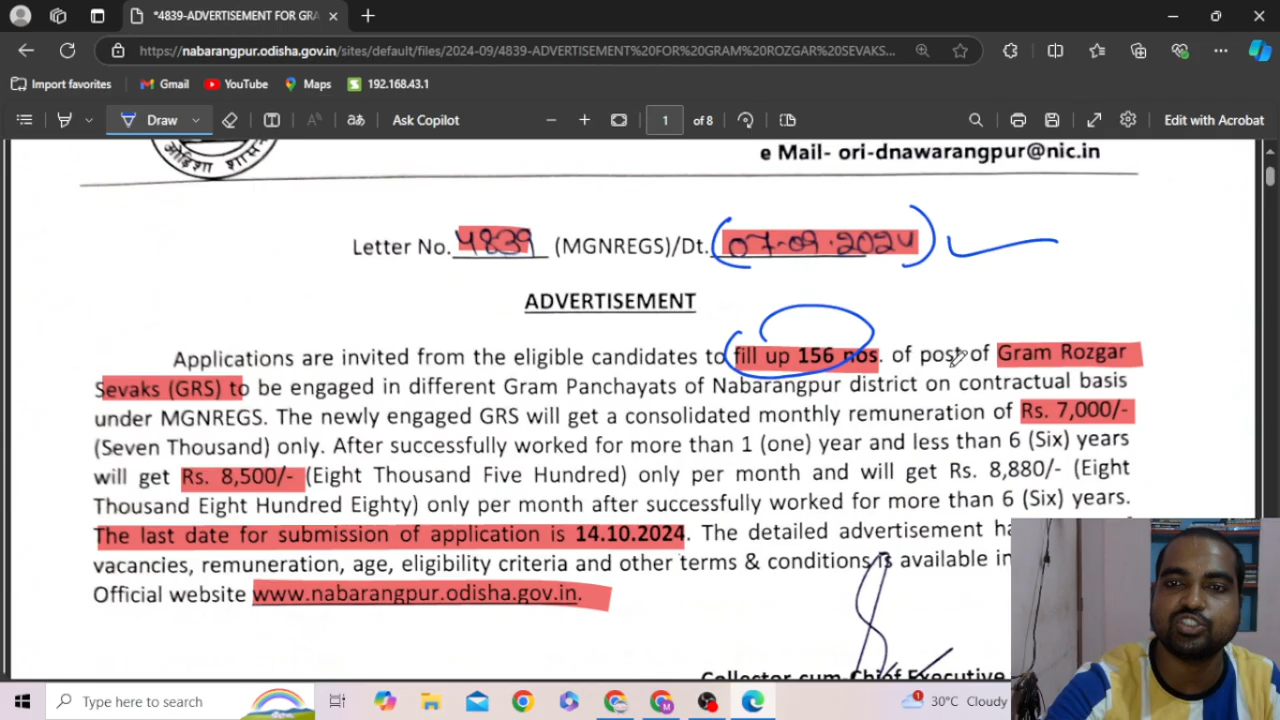 *4839-ADVERTISEMENT FOR GRA
https://nabarangpur.odisha.gov.in/sites/default/files/2024-09/4839-ADVERTISEMENT%20FOR%20GRAM%20ROZGAR%20SEVAKS...
Import favorites Gmail YouTube Maps 192.168.43.1
Draw Ask Copilot 1 of 8 Edit with Acrobat
ओड़िशा शासन
e Mail- ori-dnawarangpur@nic.in
Letter No. 4839 (MGNREGS)/Dt. 07-09-2024
ADVERTISEMENT
Applications are invited from the eligible candidates to fill up 156 nos. of post of Gram Rozgar
Sevaks (GRS) to be engaged in different Gram Panchayats of Nabarangpur district on contractual basis
under MGNREGS. The newly engaged GRS will get a consolidated monthly remuneration of Rs. 7,000/-
(Seven Thousand) only. After successfully worked for more than 1 (one) year and less than 6 (Six) years
will get Rs. 8,500/- (Eight Thousand Five Hundred) only per month and will get Rs. 8,880/- (Eight
Thousand Eight Hundred Eighty) only per month after successfully worked for more than 6 (Six) years.
The last date for submission of application is 14.10.2024. The detailed advertisement ha
vacancies, remuneration, age, eligibility criteria and other terms & conditions is available in
Official website www.nabarangpur.odisha.gov.in.
Collector cum Chief Executive
Type here to search 30°C Cloudy